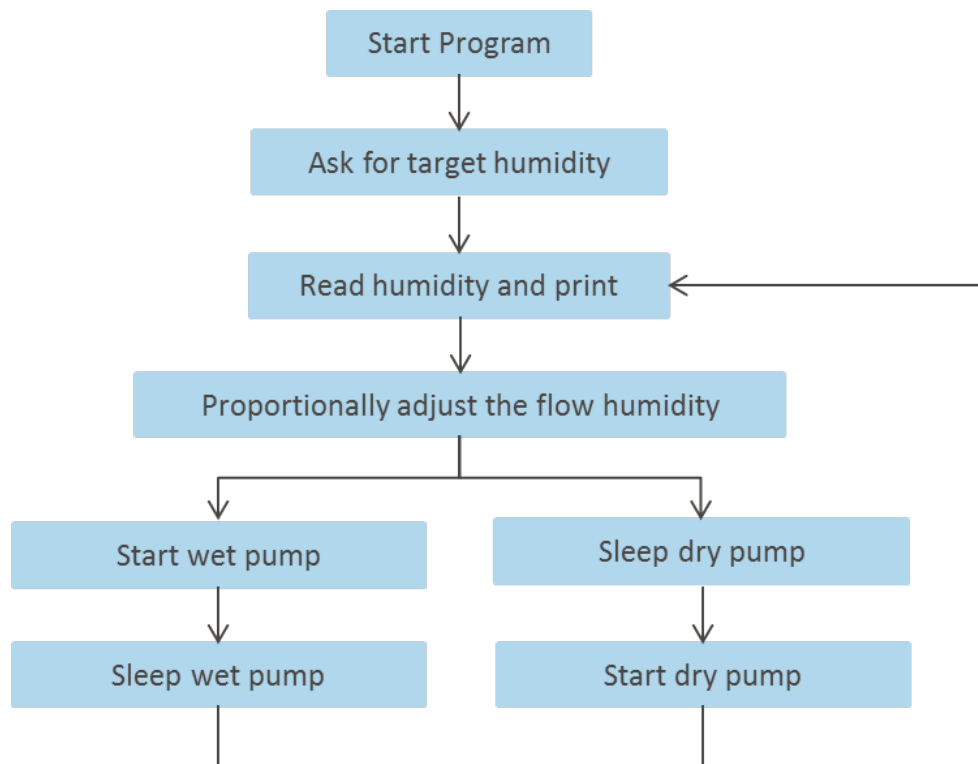 Start Program
Ask for target humidity
Read humidity and print
Proportionally adjust the flow humidity
Start wet pump
Sleep dry pump
Sleep wet pump
Start dry pump